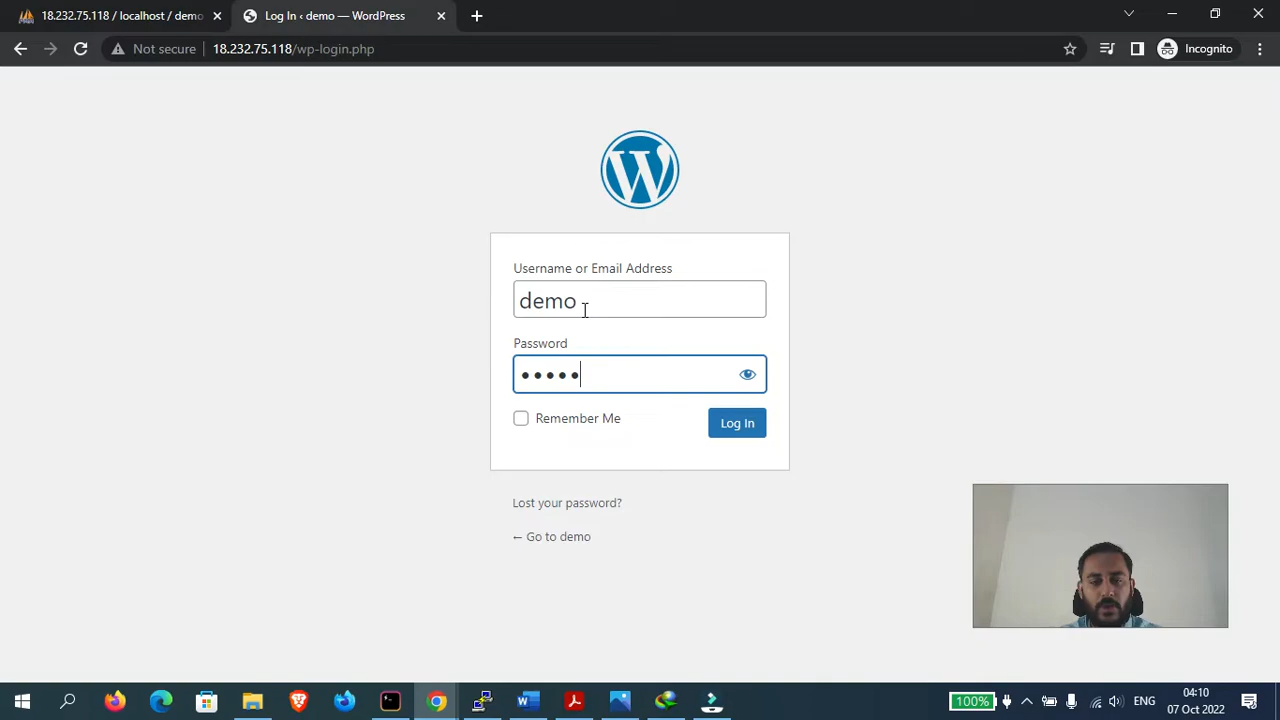 18.232.75.118 / localhost / demo
Log In ‹ demo — WordPress
Not secure
18.232.75.118/wp-login.php
Incognito
Username or Email Address
demo
Password
Remember Me
Log In
Lost your password?
← Go to demo
100%
ENG
04:10
07 Oct 2022